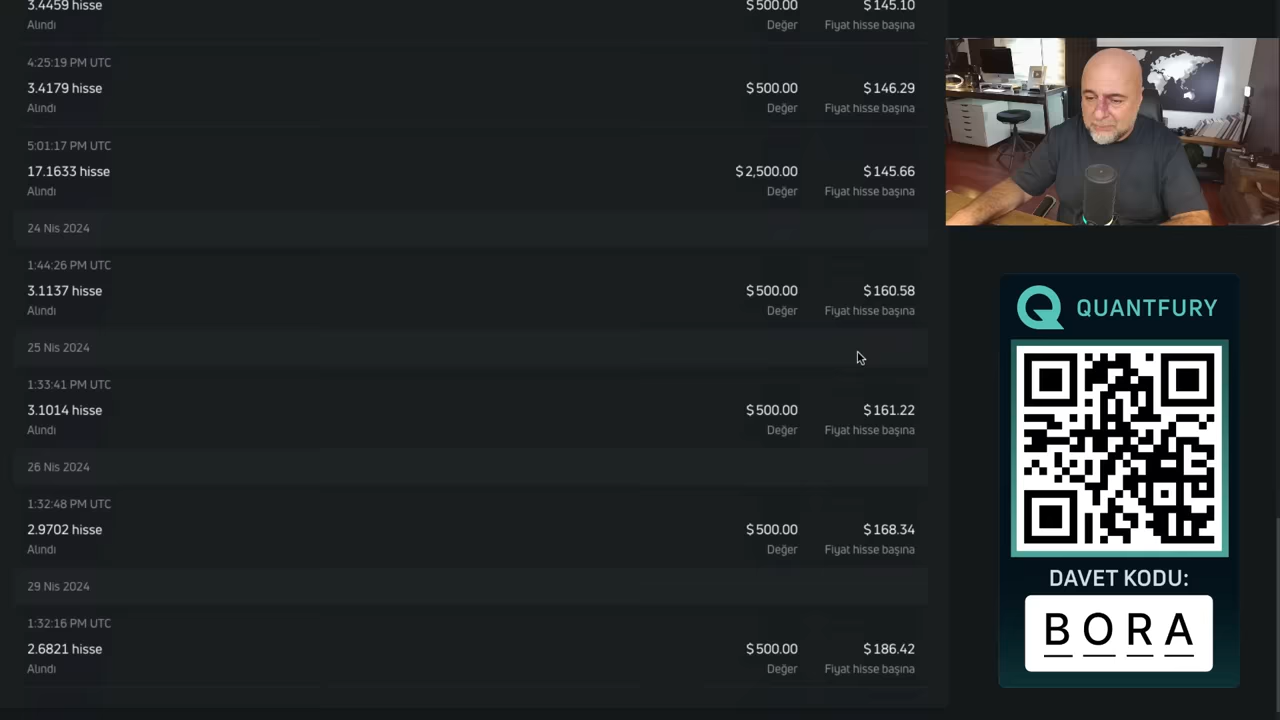 3.4459 hisse $500.00 $145.10
Alındı Değer Fiyat hisse başına
4:25:19 PM UTC
3.4179 hisse $500.00 $146.29
Alındı Değer Fiyat hisse başına
5:01:17 PM UTC
17.1633 hisse $2,500.00 $145.66
Alındı Değer Fiyat hisse başına
24 Nis 2024
1:44:26 PM UTC
3.1137 hisse $500.00 $160.58
Alındı Değer Fiyat hisse başına
25 Nis 2024
1:33:41 PM UTC
3.1014 hisse $500.00 $161.22
Alındı Değer Fiyat hisse başına
26 Nis 2024
1:32:48 PM UTC
2.9702 hisse $500.00 $168.34
Alındı Değer Fiyat hisse başına
29 Nis 2024
1:32:16 PM UTC
2.6821 hisse $500.00 $186.42
Alındı Değer Fiyat hisse başına
QUANTFURY
DAVET KODU:
BORA